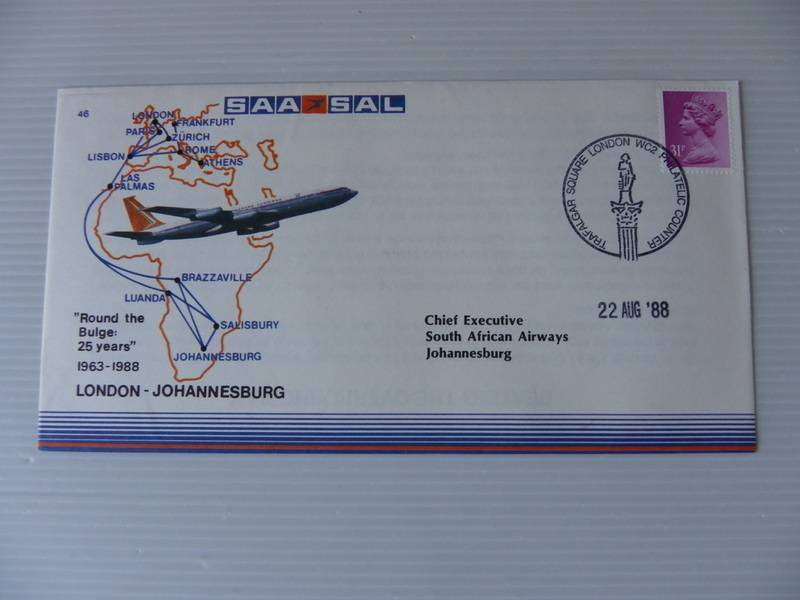 46
SAA SAL
LONDON
FRANKFURT
PARIS
ZÜRICH
ROME
LISBON
ATHENS
LAS
PALMAS
BRAZZAVILLE
LUANDA
SALISBURY
JOHANNESBURG
"Round the
Bulge:
25 years"
1963-1988
LONDON - JOHANNESBURG
31P
TRAFALGAR SQUARE LONDON WC2 PHILATELIC COUNTER
22 AUG '88
Chief Executive
South African Airways
Johannesburg